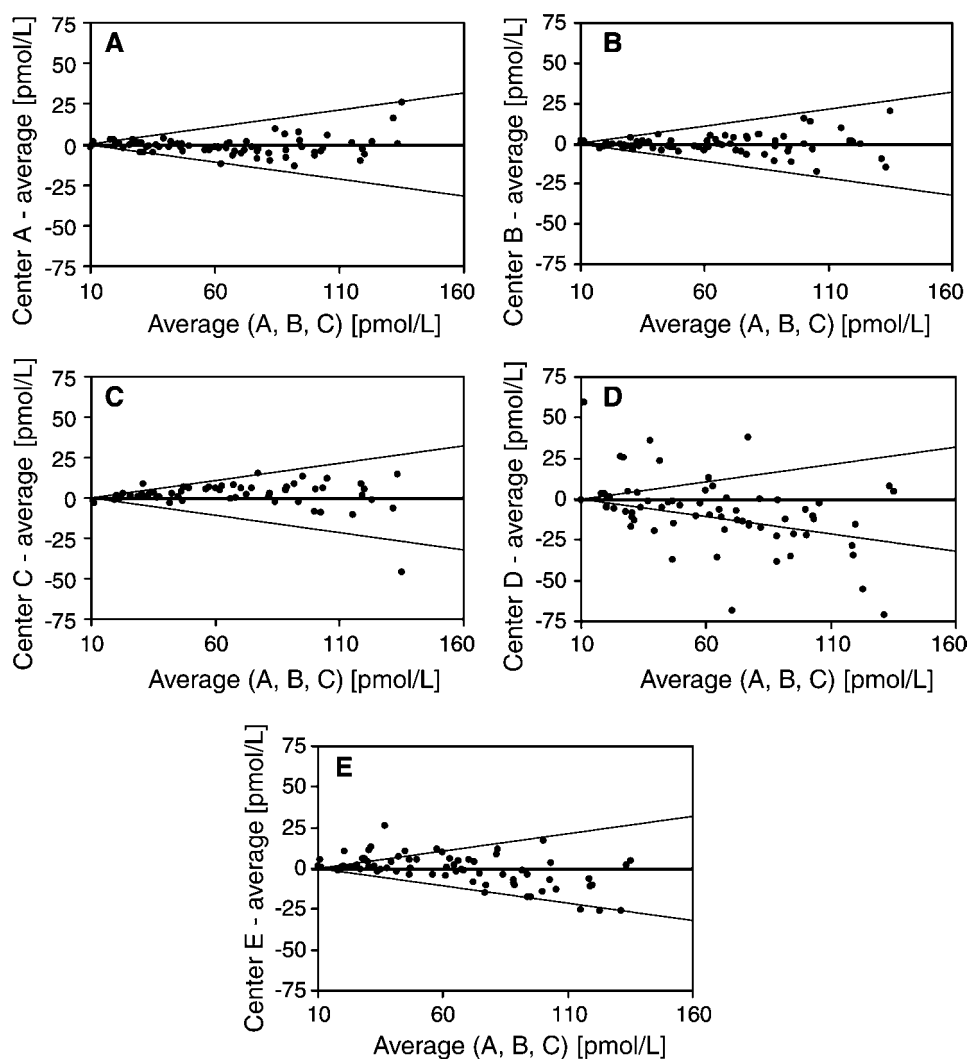 A
Center A - average [pmol/L]
75
50
25
0
-25
-50
-75
10 60 110 160
Average (A, B, C) [pmol/L]
B
Center B - average [pmol/L]
75
50
25
0
-25
-50
-75
10 60 110 160
Average (A, B, C) [pmol/L]
C
Center C - average [pmol/L]
75
50
25
0
-25
-50
-75
10 60 110 160
Average (A, B, C) [pmol/L]
D
Center D - average [pmol/L]
75
50
25
0
-25
-50
-75
10 60 110 160
Average (A, B, C) [pmol/L]
E
Center E - average [pmol/L]
75
50
25
0
-25
-50
-75
10 60 110 160
Average (A, B, C) [pmol/L]